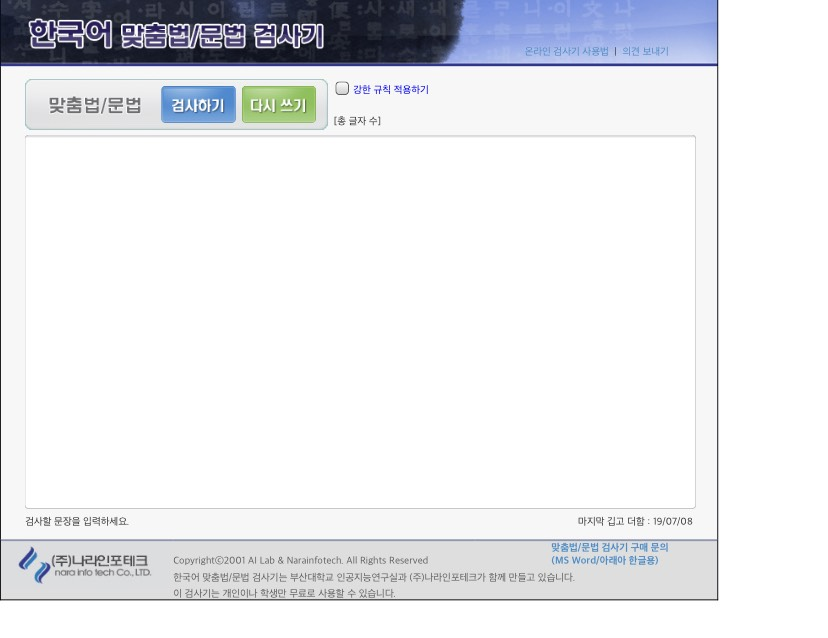 한국어 맞춤법/문법 검사기
온라인 검사기 사용법 | 의견 보내기
맞춤법/문법 검사하기 다시 쓰기
강한 규칙 적용하기
[총 글자 수]
검사할 문장을 입력하세요.
마지막 깁고 더함 : 19/07/08
맞춤법/문법 검사기 구매 문의
(MS Word/아래아 한글용)
(주)나라인포테크
nara info tech Co., LTD.
Copyrightⓒ2001 AI Lab & Narainfotech. All Rights Reserved
한국어 맞춤법/문법 검사기는 부산대학교 인공지능연구실과 (주)나라인포테크가 함께 만들고 있습니다.
이 검사기는 개인이나 학생만 무료로 사용할 수 있습니다.